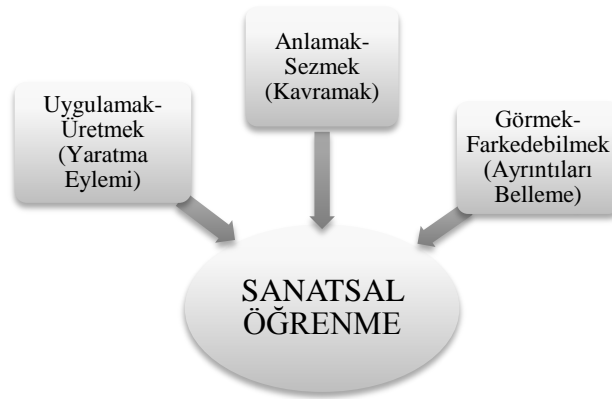 Uygulamak-
Üretmek
(Yaratma
Eylemi)
Anlamak-
Sezmek
(Kavramak)
Görmek-
Farkedebilmek
(Ayrıntıları
Belleme)
SANATSAL
ÖĞRENME